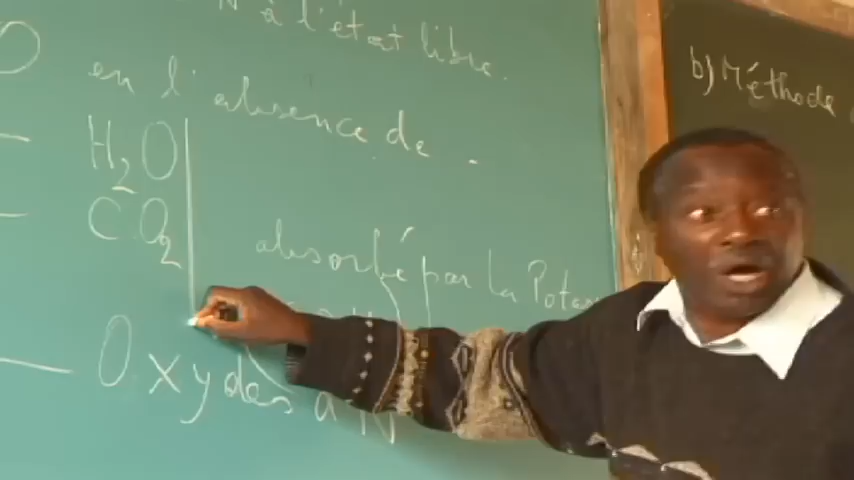 N à l'état libre.
en l'absence de
H2O
CO2
absorbé par la Potas
Oxydes
b) Méthode